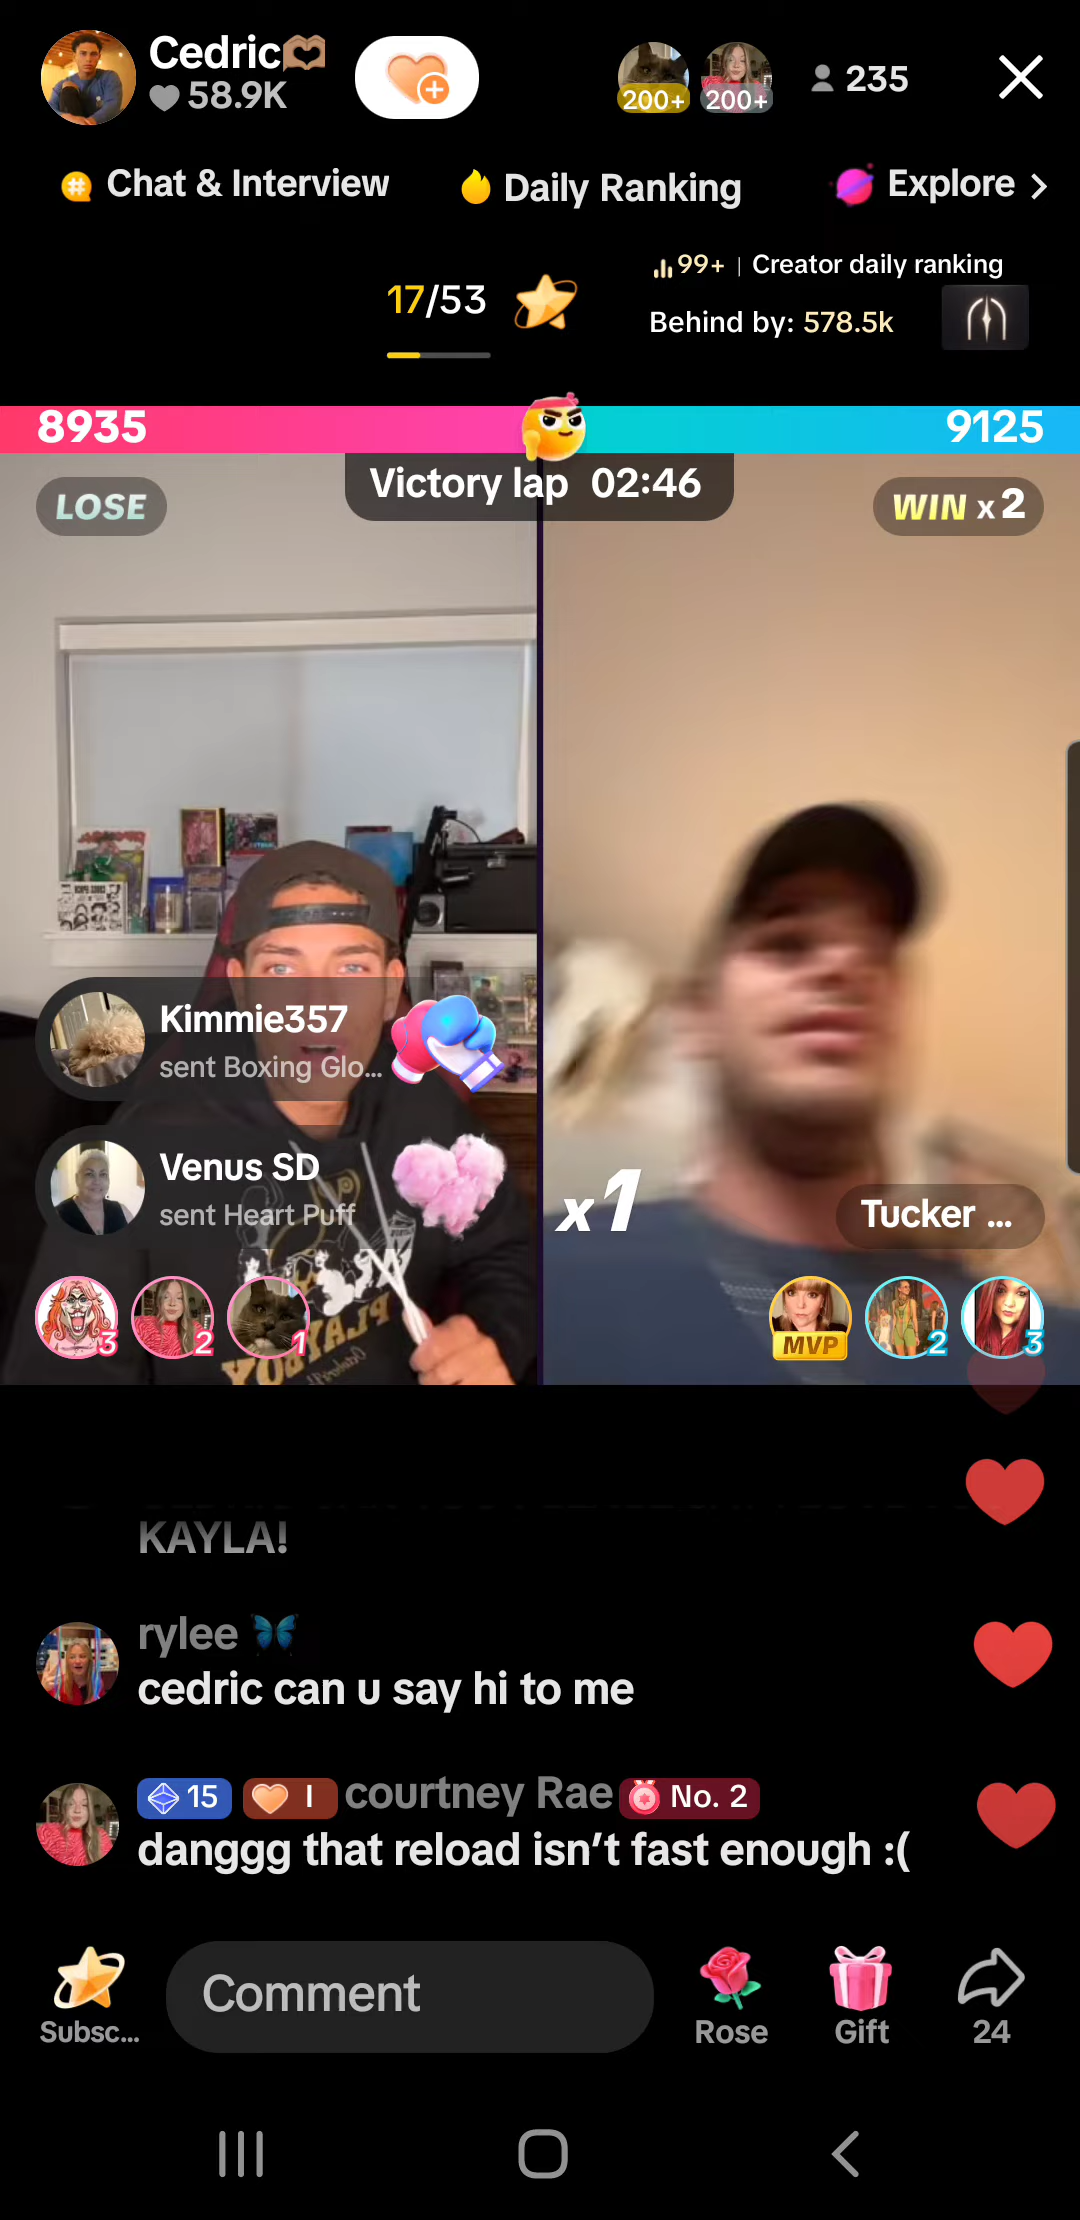 Cedric
58.9K
200+
200+
235
Chat & Interview
Daily Ranking
Explore
17/53
99+ | Creator daily ranking
Behind by: 578.5k
8935
9125
Victory lap 02:46
LOSE
WIN x2
Kimmie357
sent Boxing Glo...
Venus SD
sent Heart Puff
x1
Tucker ...
PLAYBOY
3
2
1
MVP
2
3
KAYLA!
rylee
cedric can u say hi to me
15
I
courtney Rae
No. 2
danggg that reload isn't fast enough :(
Subsc...
Comment
Rose
Gift
24